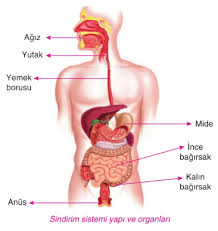 Ağız
Yutak
Yemek
borusu
Mide
İnce
bağırsak
Kalın
bağırsak
Anüs
Sindirim sistemi yapı ve organları